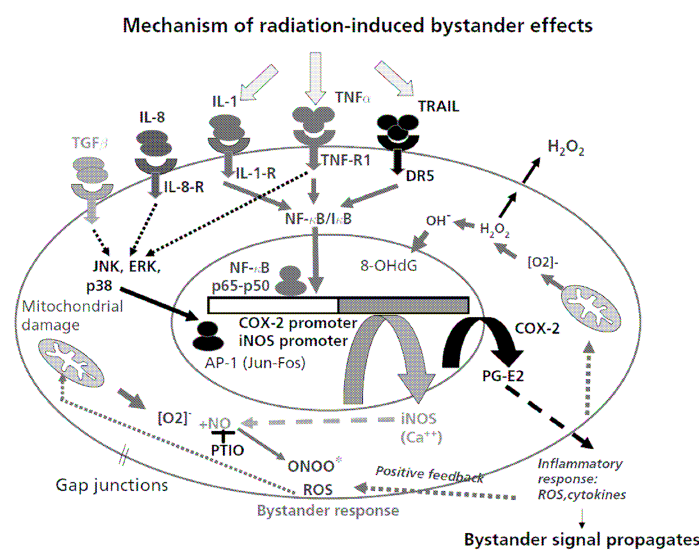 Mechanism of radiation-induced bystander effects
IL-1
TNFα
TRAIL
IL-8
TGFβ
H2O2
IL-8-R
IL-1-R
TNF-R1
DR5
NF-κB/IκB
OH-
H2O2
[O2]-
JNK, ERK,
p38
NF-κB
p65-p50
8-OHdG
Mitochondrial
damage
COX-2 promoter
iNOS promoter
COX-2
AP-1 (Jun-Fos)
PG-E2
[O2]-
+NO
iNOS
(Ca++)
PTIO
ONOO*
ROS
Gap junctions
Bystander response
Positive feedback
Inflammatory
response:
ROS,cytokines
Bystander signal propagates